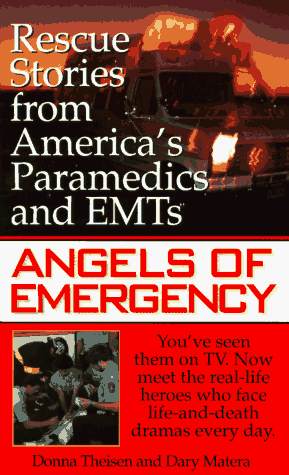 Rescue
Stories
from
America's
Paramedics
and EMTs
ANGELS OF
EMERGENCY
You've seen
them on TV. Now
meet the real-life
heroes who face
life-and-death
dramas every day.
Donna Theisen and Dary Matera